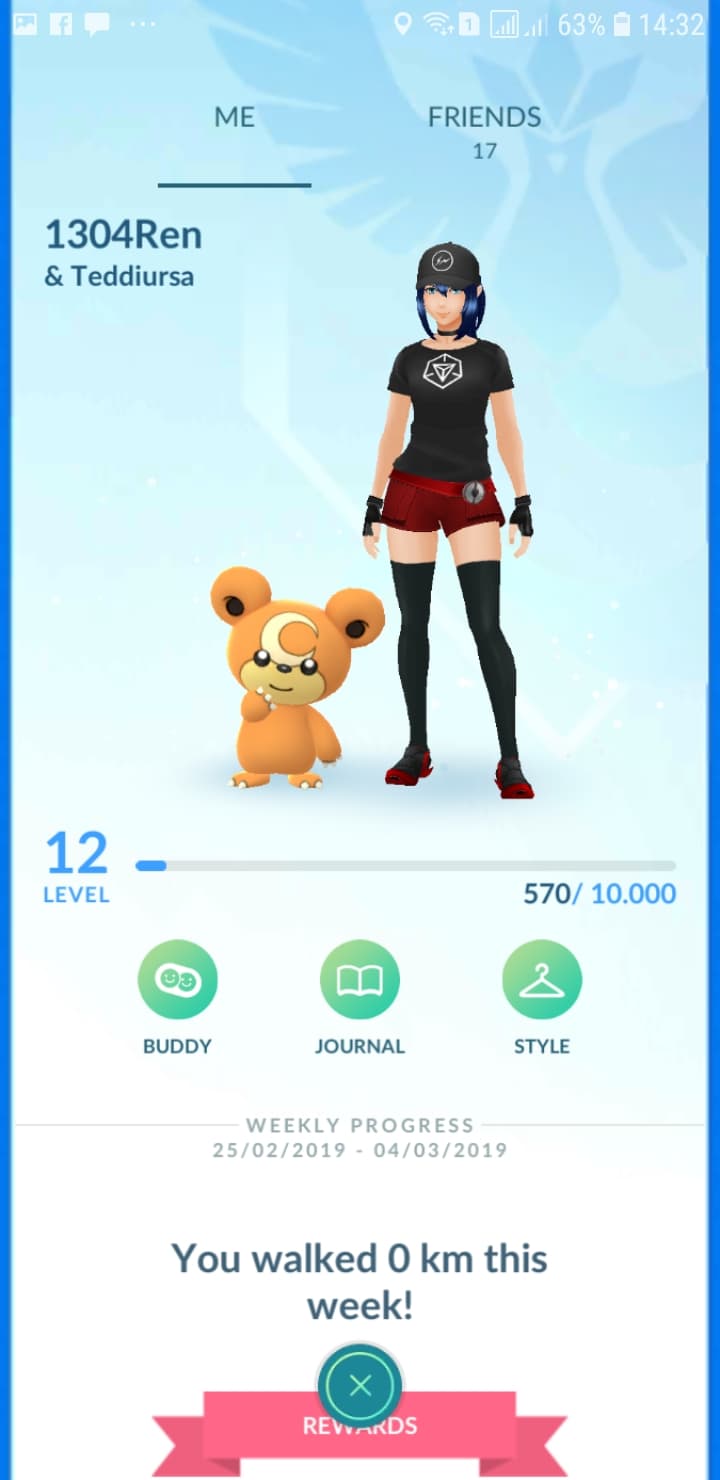 1 63% 14:32
ME FRIENDS
17
1304Ren
& Teddiursa
12
LEVEL
570/ 10.000
BUDDY JOURNAL STYLE
WEEKLY PROGRESS
25/02/2019 - 04/03/2019
You walked 0 km this
week!
REWARDS